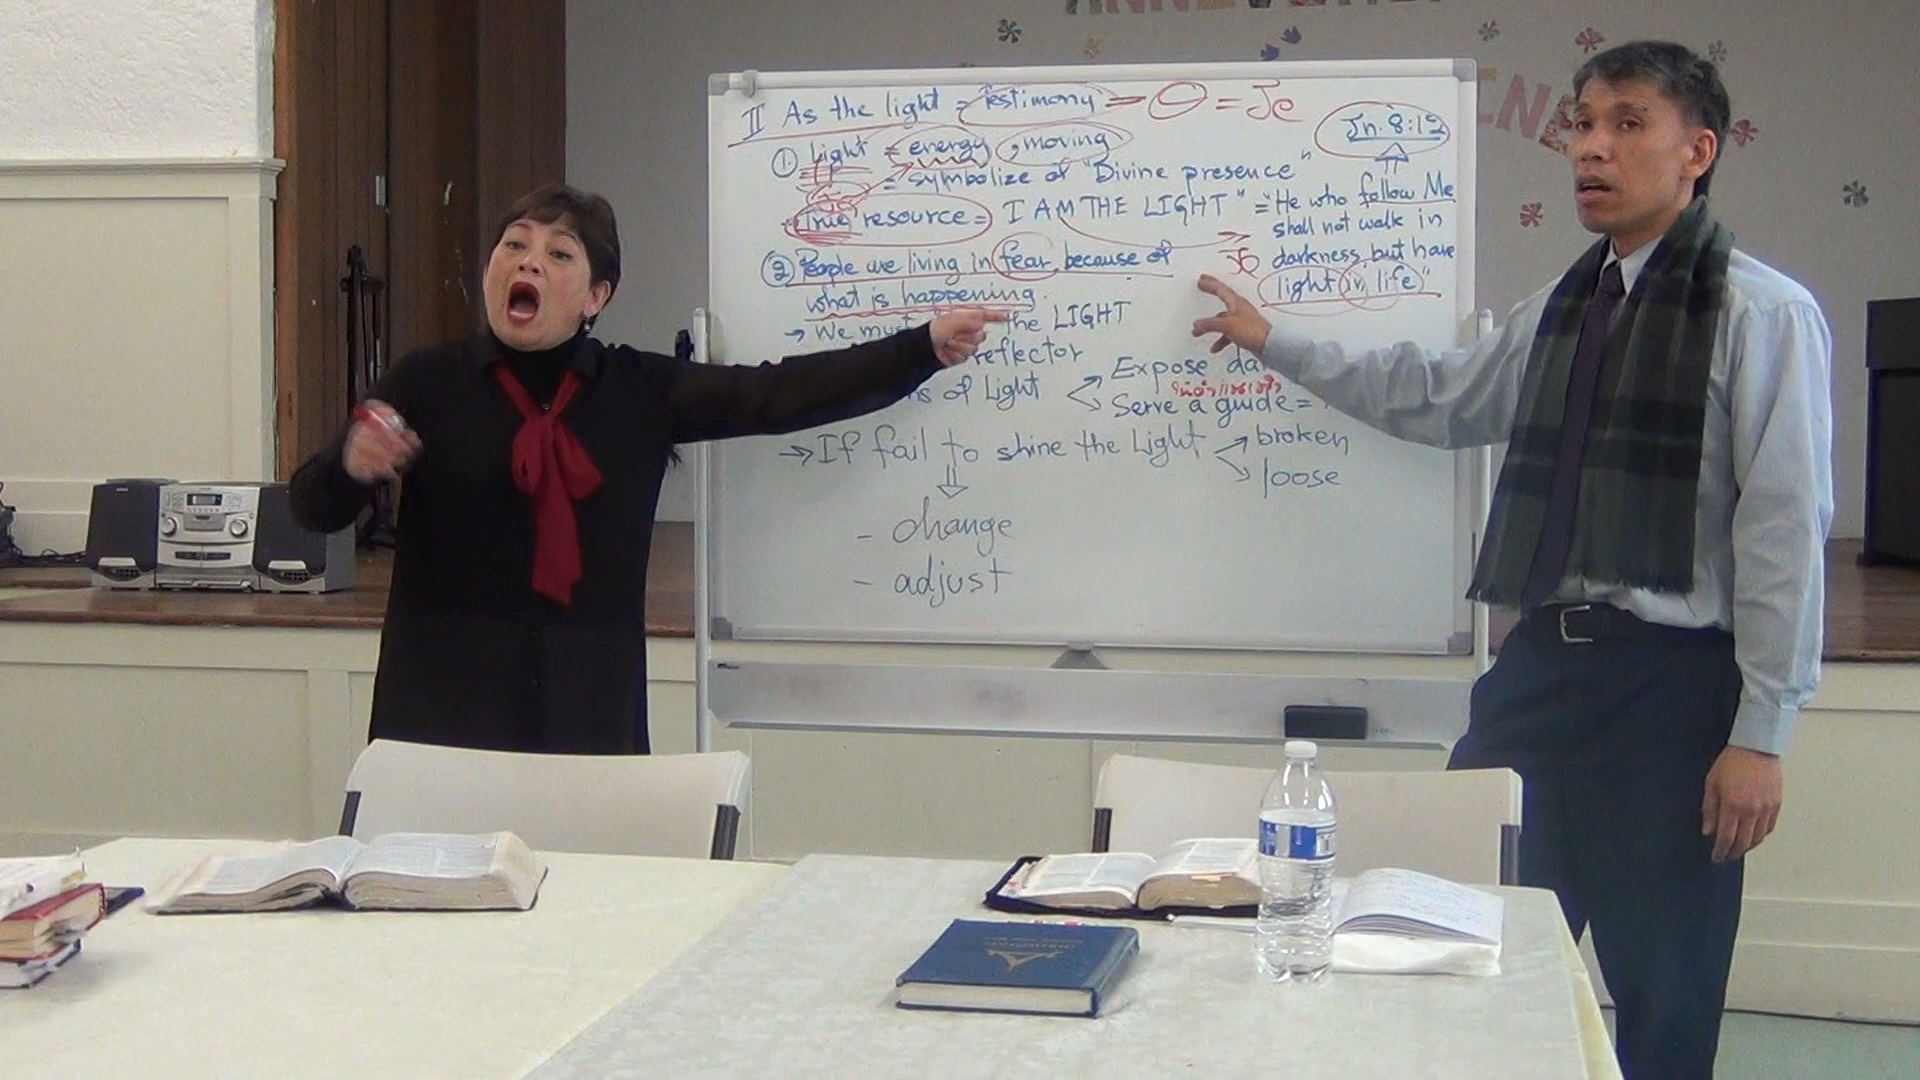 II As the light = Testimony = = Je
① Light = energy, moving
= symbolize of "Divine presence"
True resource = I AM THE LIGHT" =
Jn. 8:12
"He who follow Me
shall not walk in
darkness, but have
light in life"
② People are living in fear, because of
what is happening.
→ We must the LIGHT
reflector
of Light
Expose
Serve a guide =
→ If fail to shine the Light
broken
loose
- change
- adjust